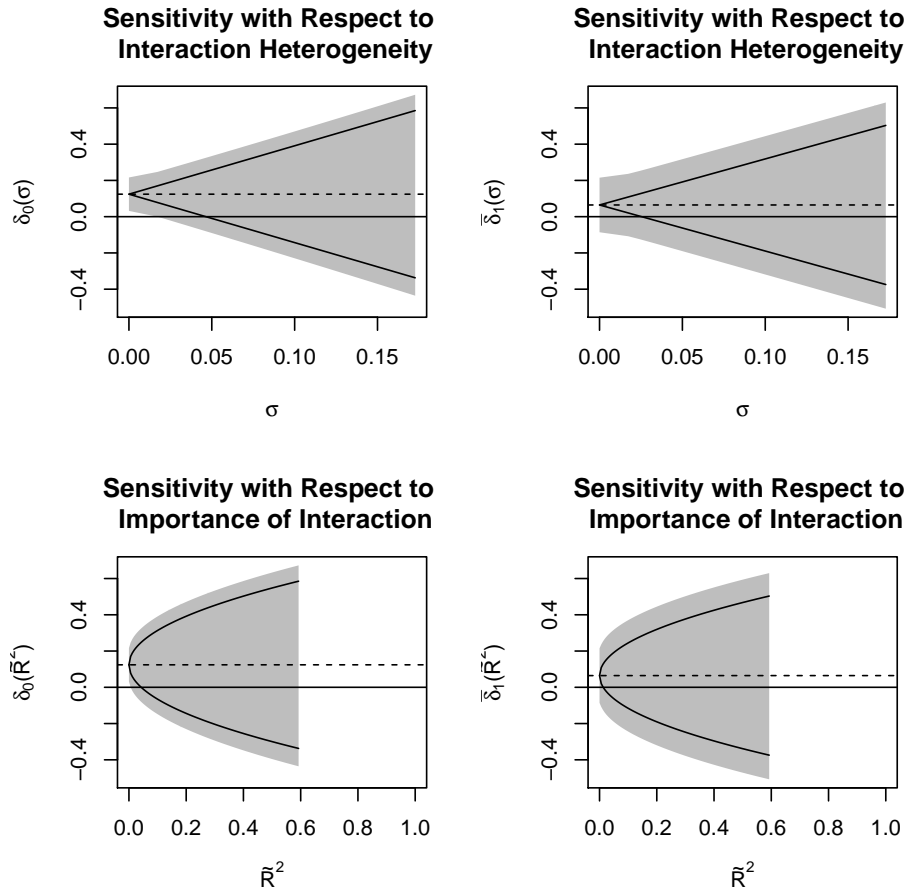 Sensitivity with Respect to
Interaction Heterogeneity
δ₀(σ)
0.4
0.0
−0.4
0.00 0.05 0.10 0.15
σ
Sensitivity with Respect to
Interaction Heterogeneity
δ̅₁(σ)
0.4
0.0
−0.4
0.00 0.05 0.10 0.15
σ
Sensitivity with Respect to
Importance of Interaction
δ₀(R̃²)
0.4
0.0
−0.4
0.0 0.2 0.4 0.6 0.8 1.0
R̃²
Sensitivity with Respect to
Importance of Interaction
δ̅₁(R̃²)
0.4
0.0
−0.4
0.0 0.2 0.4 0.6 0.8 1.0
R̃²